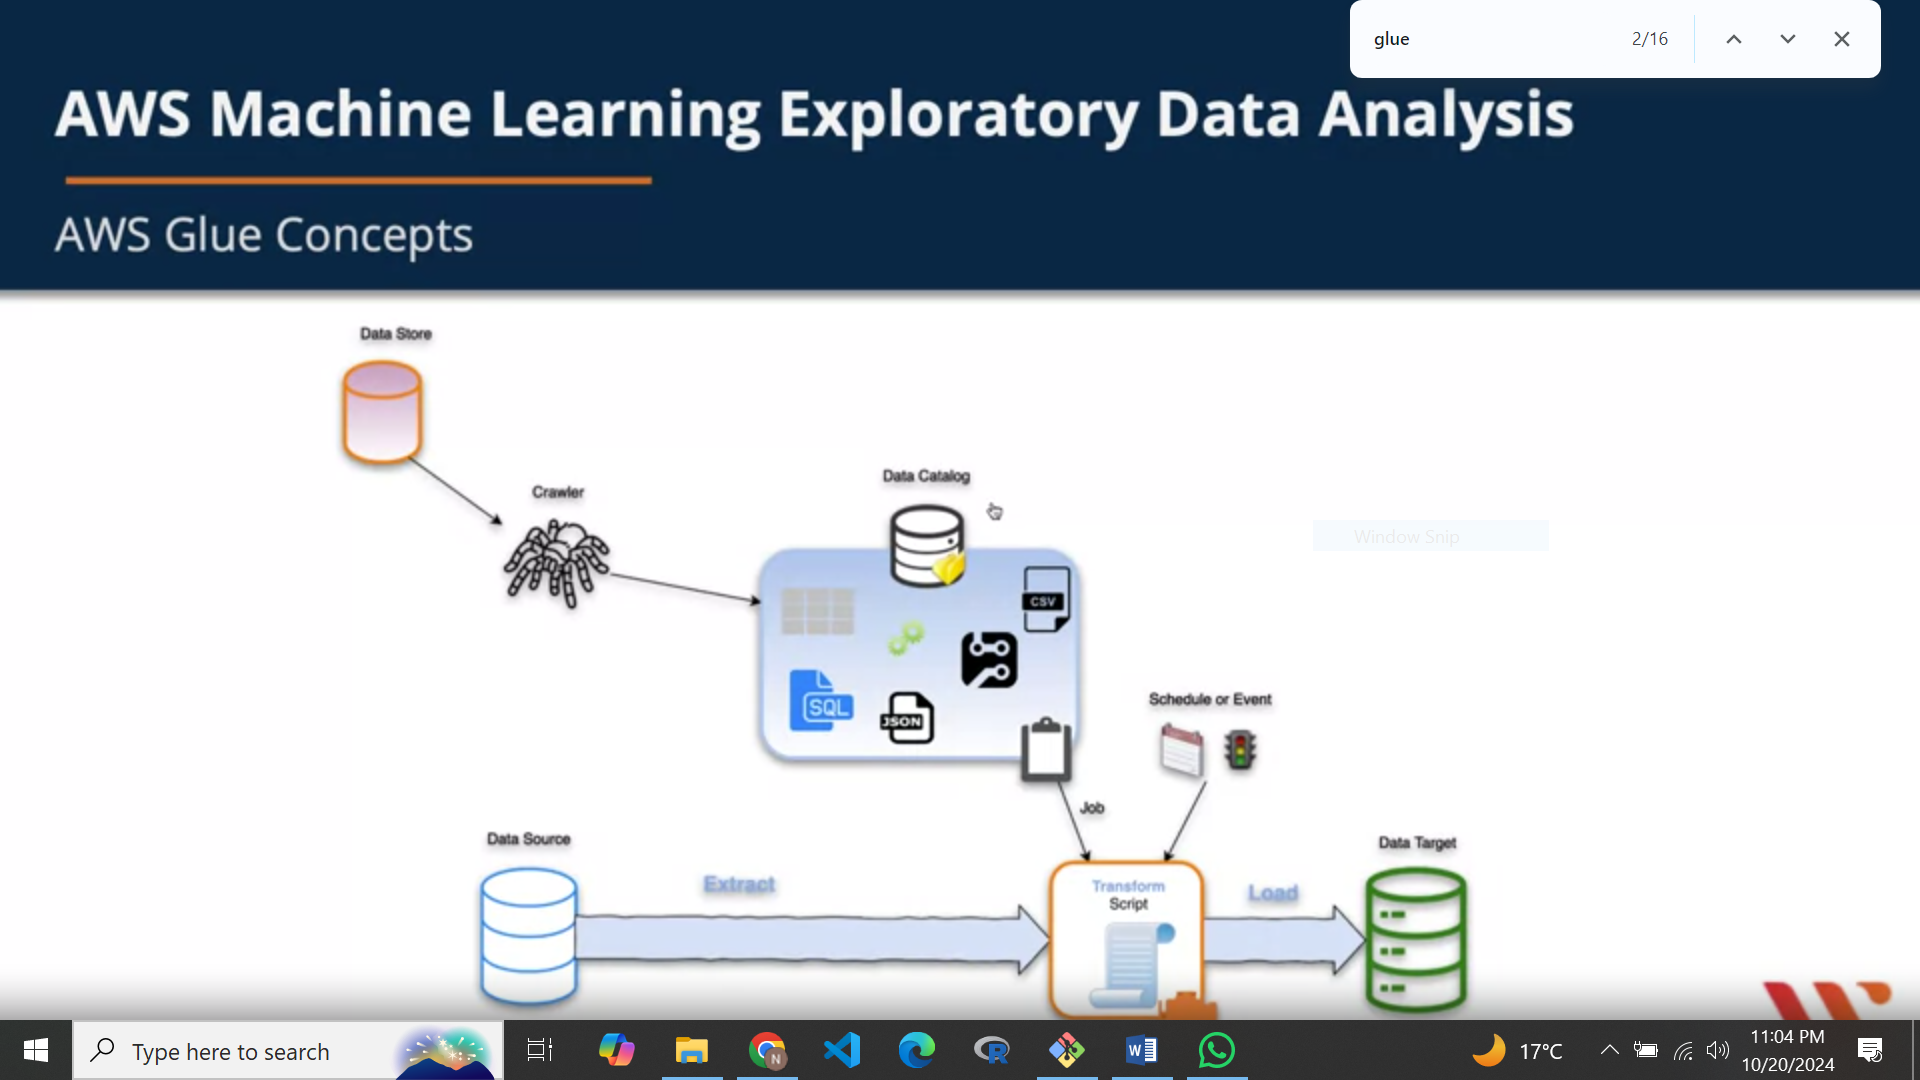 glue
2/16
AWS Machine Learning Exploratory Data Analysis
AWS Glue Concepts
Data Store
Crawler
Data Catalog
Window Snip
CSV
SQL
JSON
Schedule or Event
Job
Data Source
Data Target
Extract
Transform
Script
Load
Type here to search
N
17°C
11:04 PM
10/20/2024